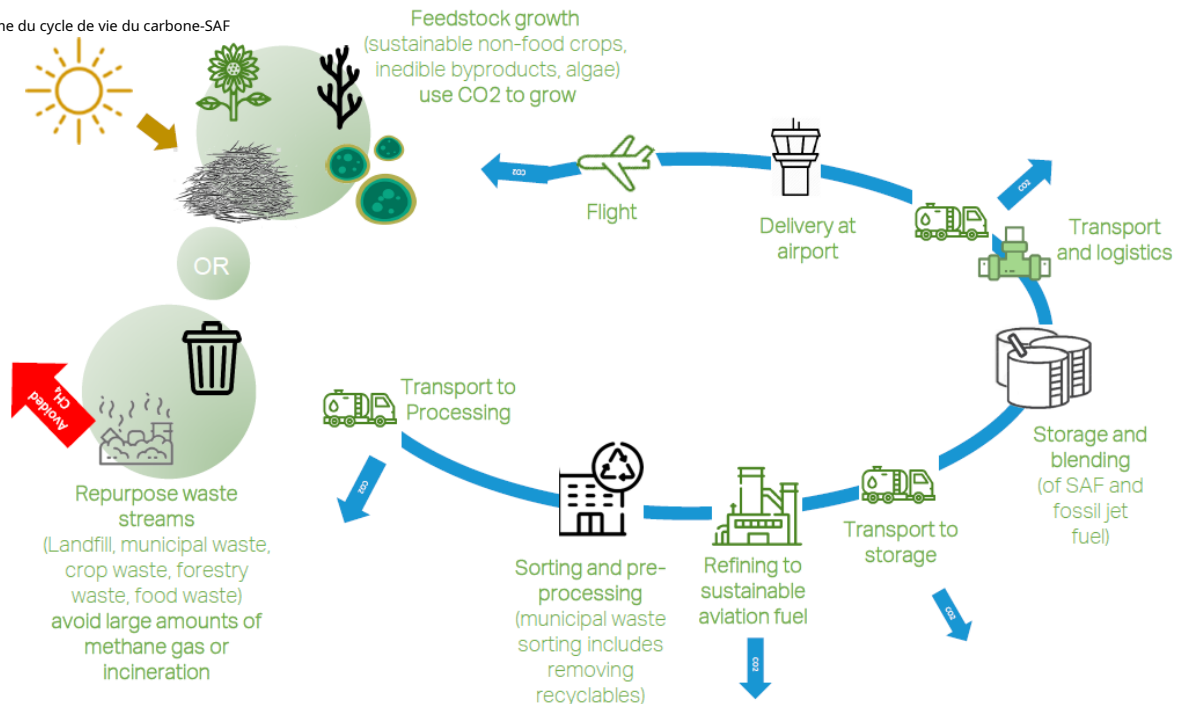 du cycle de vie du carbone-SAF
Feedstock growth
(sustainable non-food crops,
inedible byproducts, algae)
use CO2 to grow
CO2
Flight
Delivery at
airport
CO2
Transport
and logistics
OR
Avoided
CH₄
Repurpose waste
streams
(Landfill, municipal waste,
crop waste, forestry
waste, food waste)
avoid large amounts of
methane gas or
incineration
Transport to
Processing
CO2
Sorting and pre-
processing
(municipal waste
sorting includes
removing
recyclables)
Refining to
sustainable
aviation fuel
CO2
Transport to
storage
CO2
Storage and
blending
(of SAF and
fossil jet
fuel)